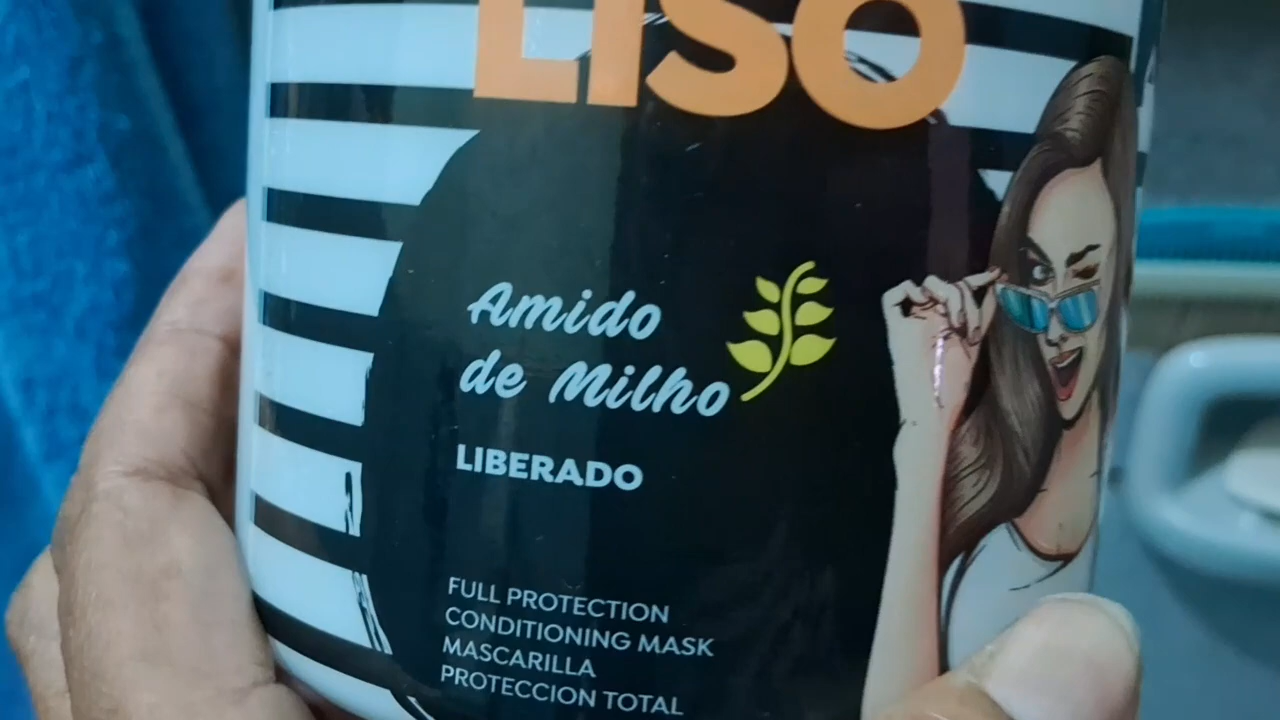 LISO
Amido
de Milho
LIBERADO
FULL PROTECTION
CONDITIONING MASK
MASCARILLA
PROTECCION TOTAL